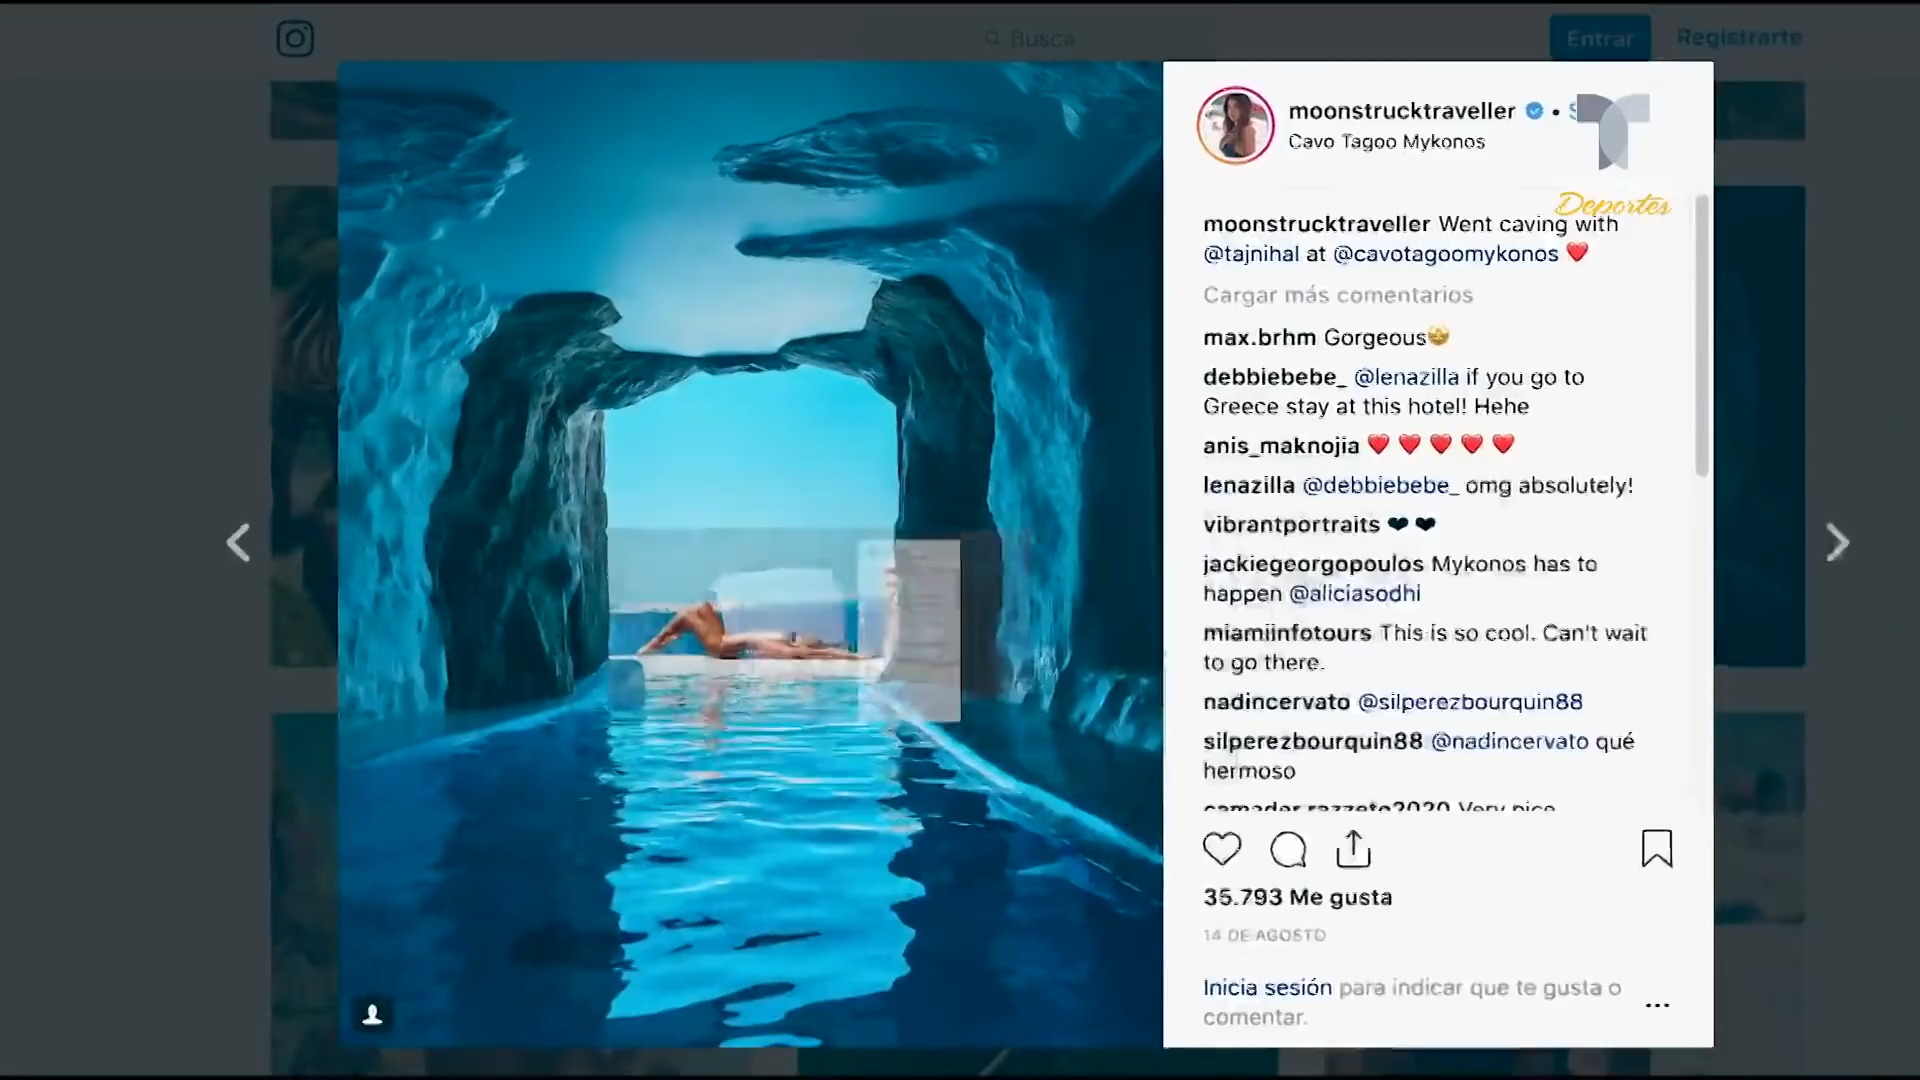 Busca
Entrar
Registrarte
moonstrucktraveller •
Cavo Tagoo Mykonos
Deportes
moonstrucktraveller Went caving with
@tajnihal at @cavotagoomykonos ❤️
Cargar más comentarios
max.brhm Gorgeous🤩
debbiebebe_ @lenazilla if you go to
Greece stay at this hotel! Hehe
anis_maknojia ❤️ ❤️ ❤️ ❤️ ❤️
lenazilla @debbiebebe_ omg absolutely!
vibrantportraits 🖤 🖤
jackiegeorgopoulos Mykonos has to
happen @aliciasodhi
miamiinfotours This is so cool. Can't wait
to go there.
nadincervato @silperezbourquin88
silperezbourquin88 @nadincervato qué
hermoso
camader.razzeto2020 Very nice
35.793 Me gusta
14 DE AGOSTO
Inicia sesión para indicar que te gusta o
comentar.